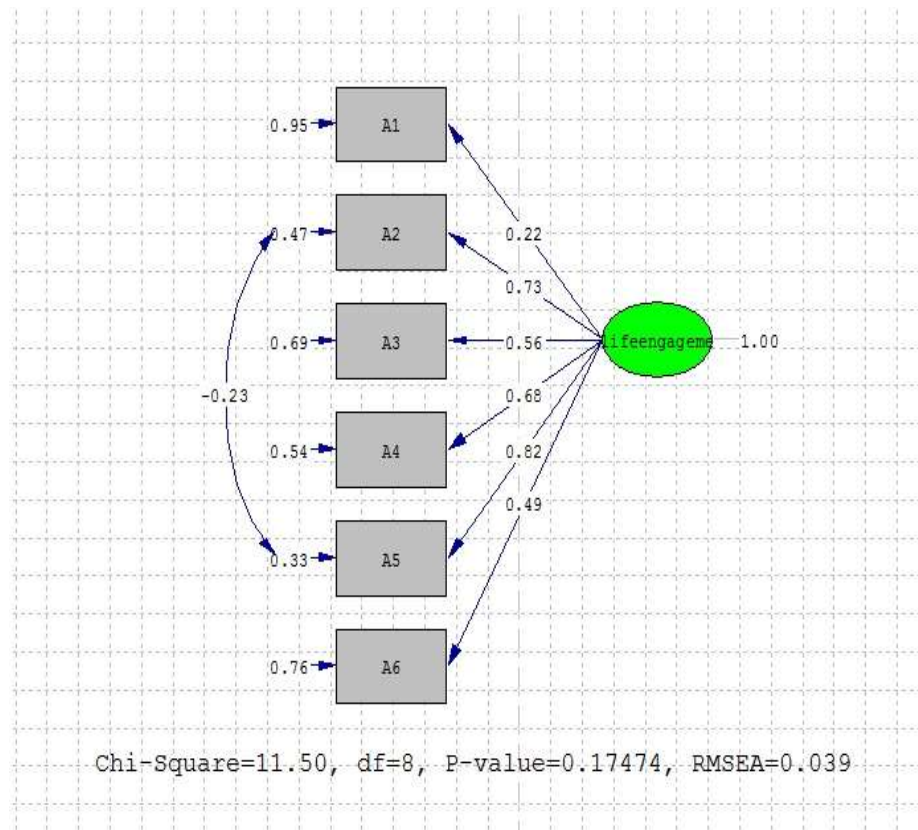 0.95
A1
0.22
0.47
A2
0.73
0.69
A3
0.56
lifeengageme
1.00
-0.23
0.68
0.54
A4
0.82
0.49
0.33
A5
0.76
A6
Chi-Square=11.50, df=8, P-value=0.17474, RMSEA=0.039